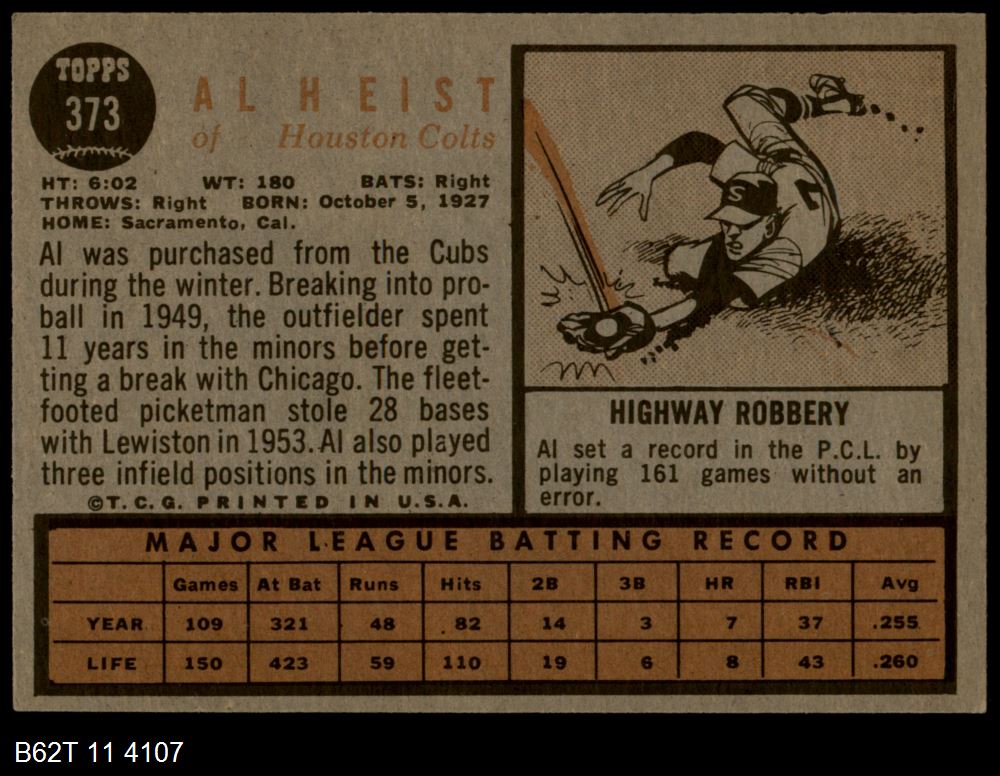 TOPPS
373
AL HEIST
of Houston Colts
HT: 6:02 WT: 180 BATS: Right
THROWS: Right BORN: October 5, 1927
HOME: Sacramento, Cal.
Al was purchased from the Cubs
during the winter. Breaking into pro-
ball in 1949, the outfielder spent
11 years in the minors before get-
ting a break with Chicago. The fleet-
footed picketman stole 28 bases
with Lewiston in 1953. Al also played
three infield positions in the minors.
©T.C.G. PRINTED IN U.S.A.
S
HIGHWAY ROBBERY
Al set a record in the P.C.L. by
playing 161 games without an
error.
MAJOR LEAGUE BATTING RECORD
Games At Bat Runs Hits 2B 3B HR RBI Avg
YEAR 109 321 48 82 14 3 7 37 .255
LIFE 150 423 59 110 19 6 8 43 .260
B62T 11 4107